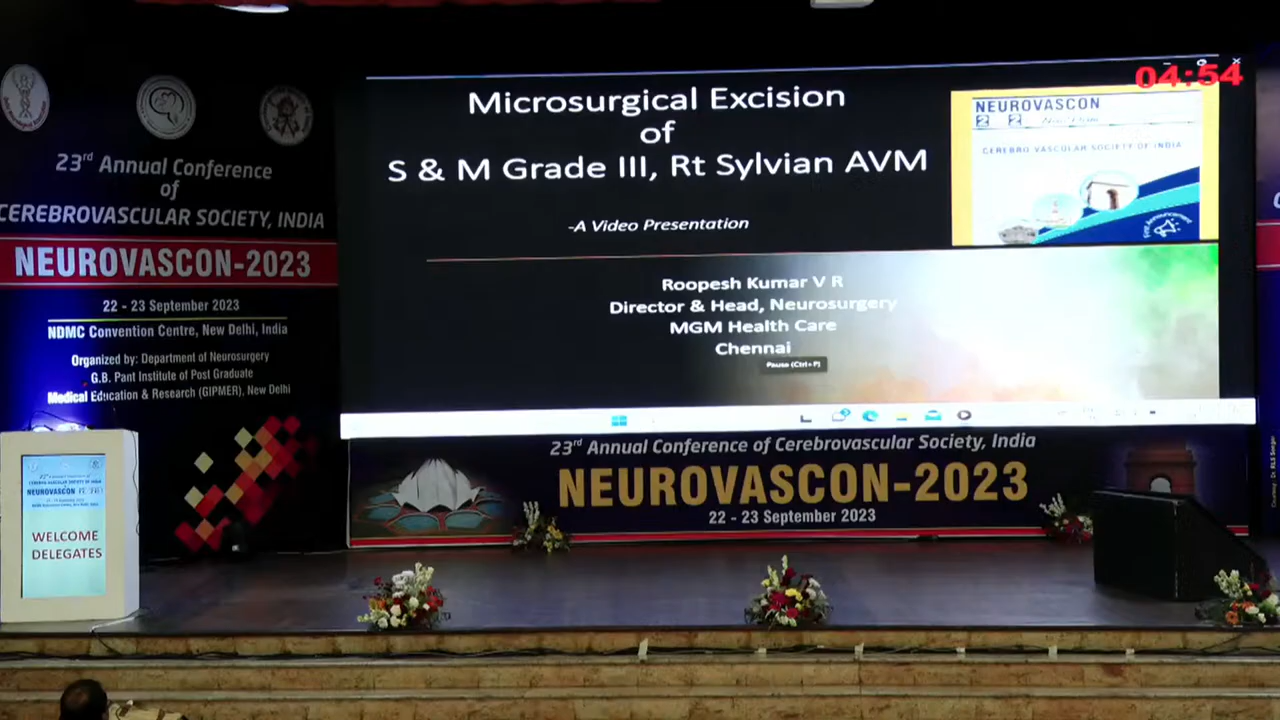 23rd Annual Conference
of
CEREBROVASCULAR SOCIETY, INDIA
NEUROVASCON-2023
22 - 23 September 2023
NDMC Convention Centre, New Delhi, India
Organized by: Department of Neurosurgery
G.B. Pant Institute of Post Graduate
Medical Education & Research (GIPMER), New Delhi
WELCOME
DELEGATES
04:54
Microsurgical Excision
of
S & M Grade III, Rt Sylvian AVM
-A Video Presentation
Roopesh Kumar V R
Director & Head, Neurosurgery
MGM Health Care
Chennai
Pause (Ctrl+P)
NEUROVASCON
CEREBRO VASCULAR SOCIETY OF INDIA
First Announcement
23rd Annual Conference of Cerebrovascular Society, India
NEUROVASCON-2023
22 - 23 September 2023